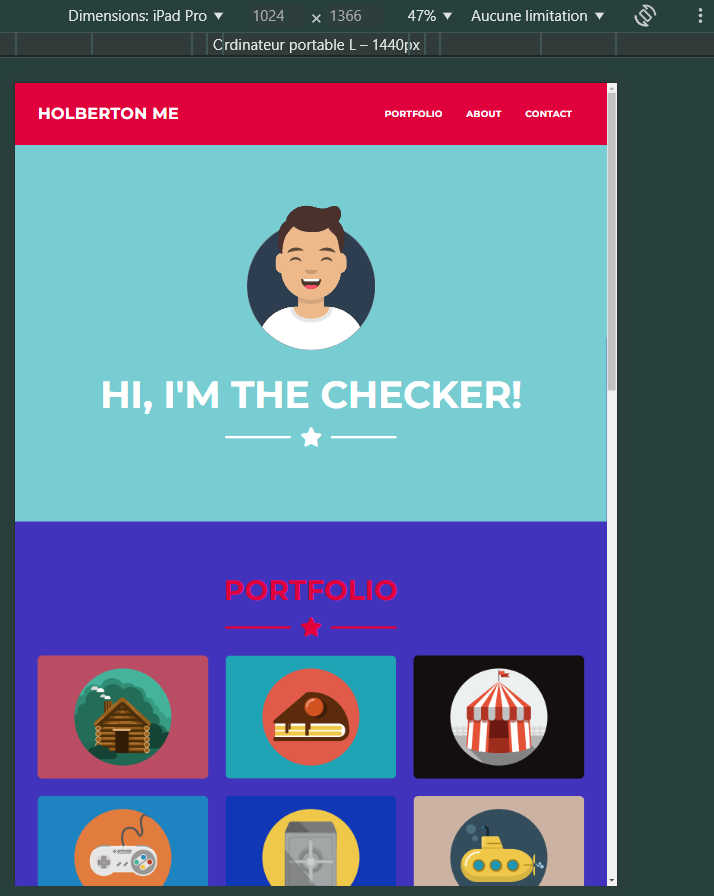 Dimensions: iPad Pro ▼ 1024 × 1366 47% ▼ Aucune limitation ▼
Ordinateur portable L – 1440px
HOLBERTON ME PORTFOLIO ABOUT CONTACT
HI, I'M THE CHECKER!
PORTFOLIO